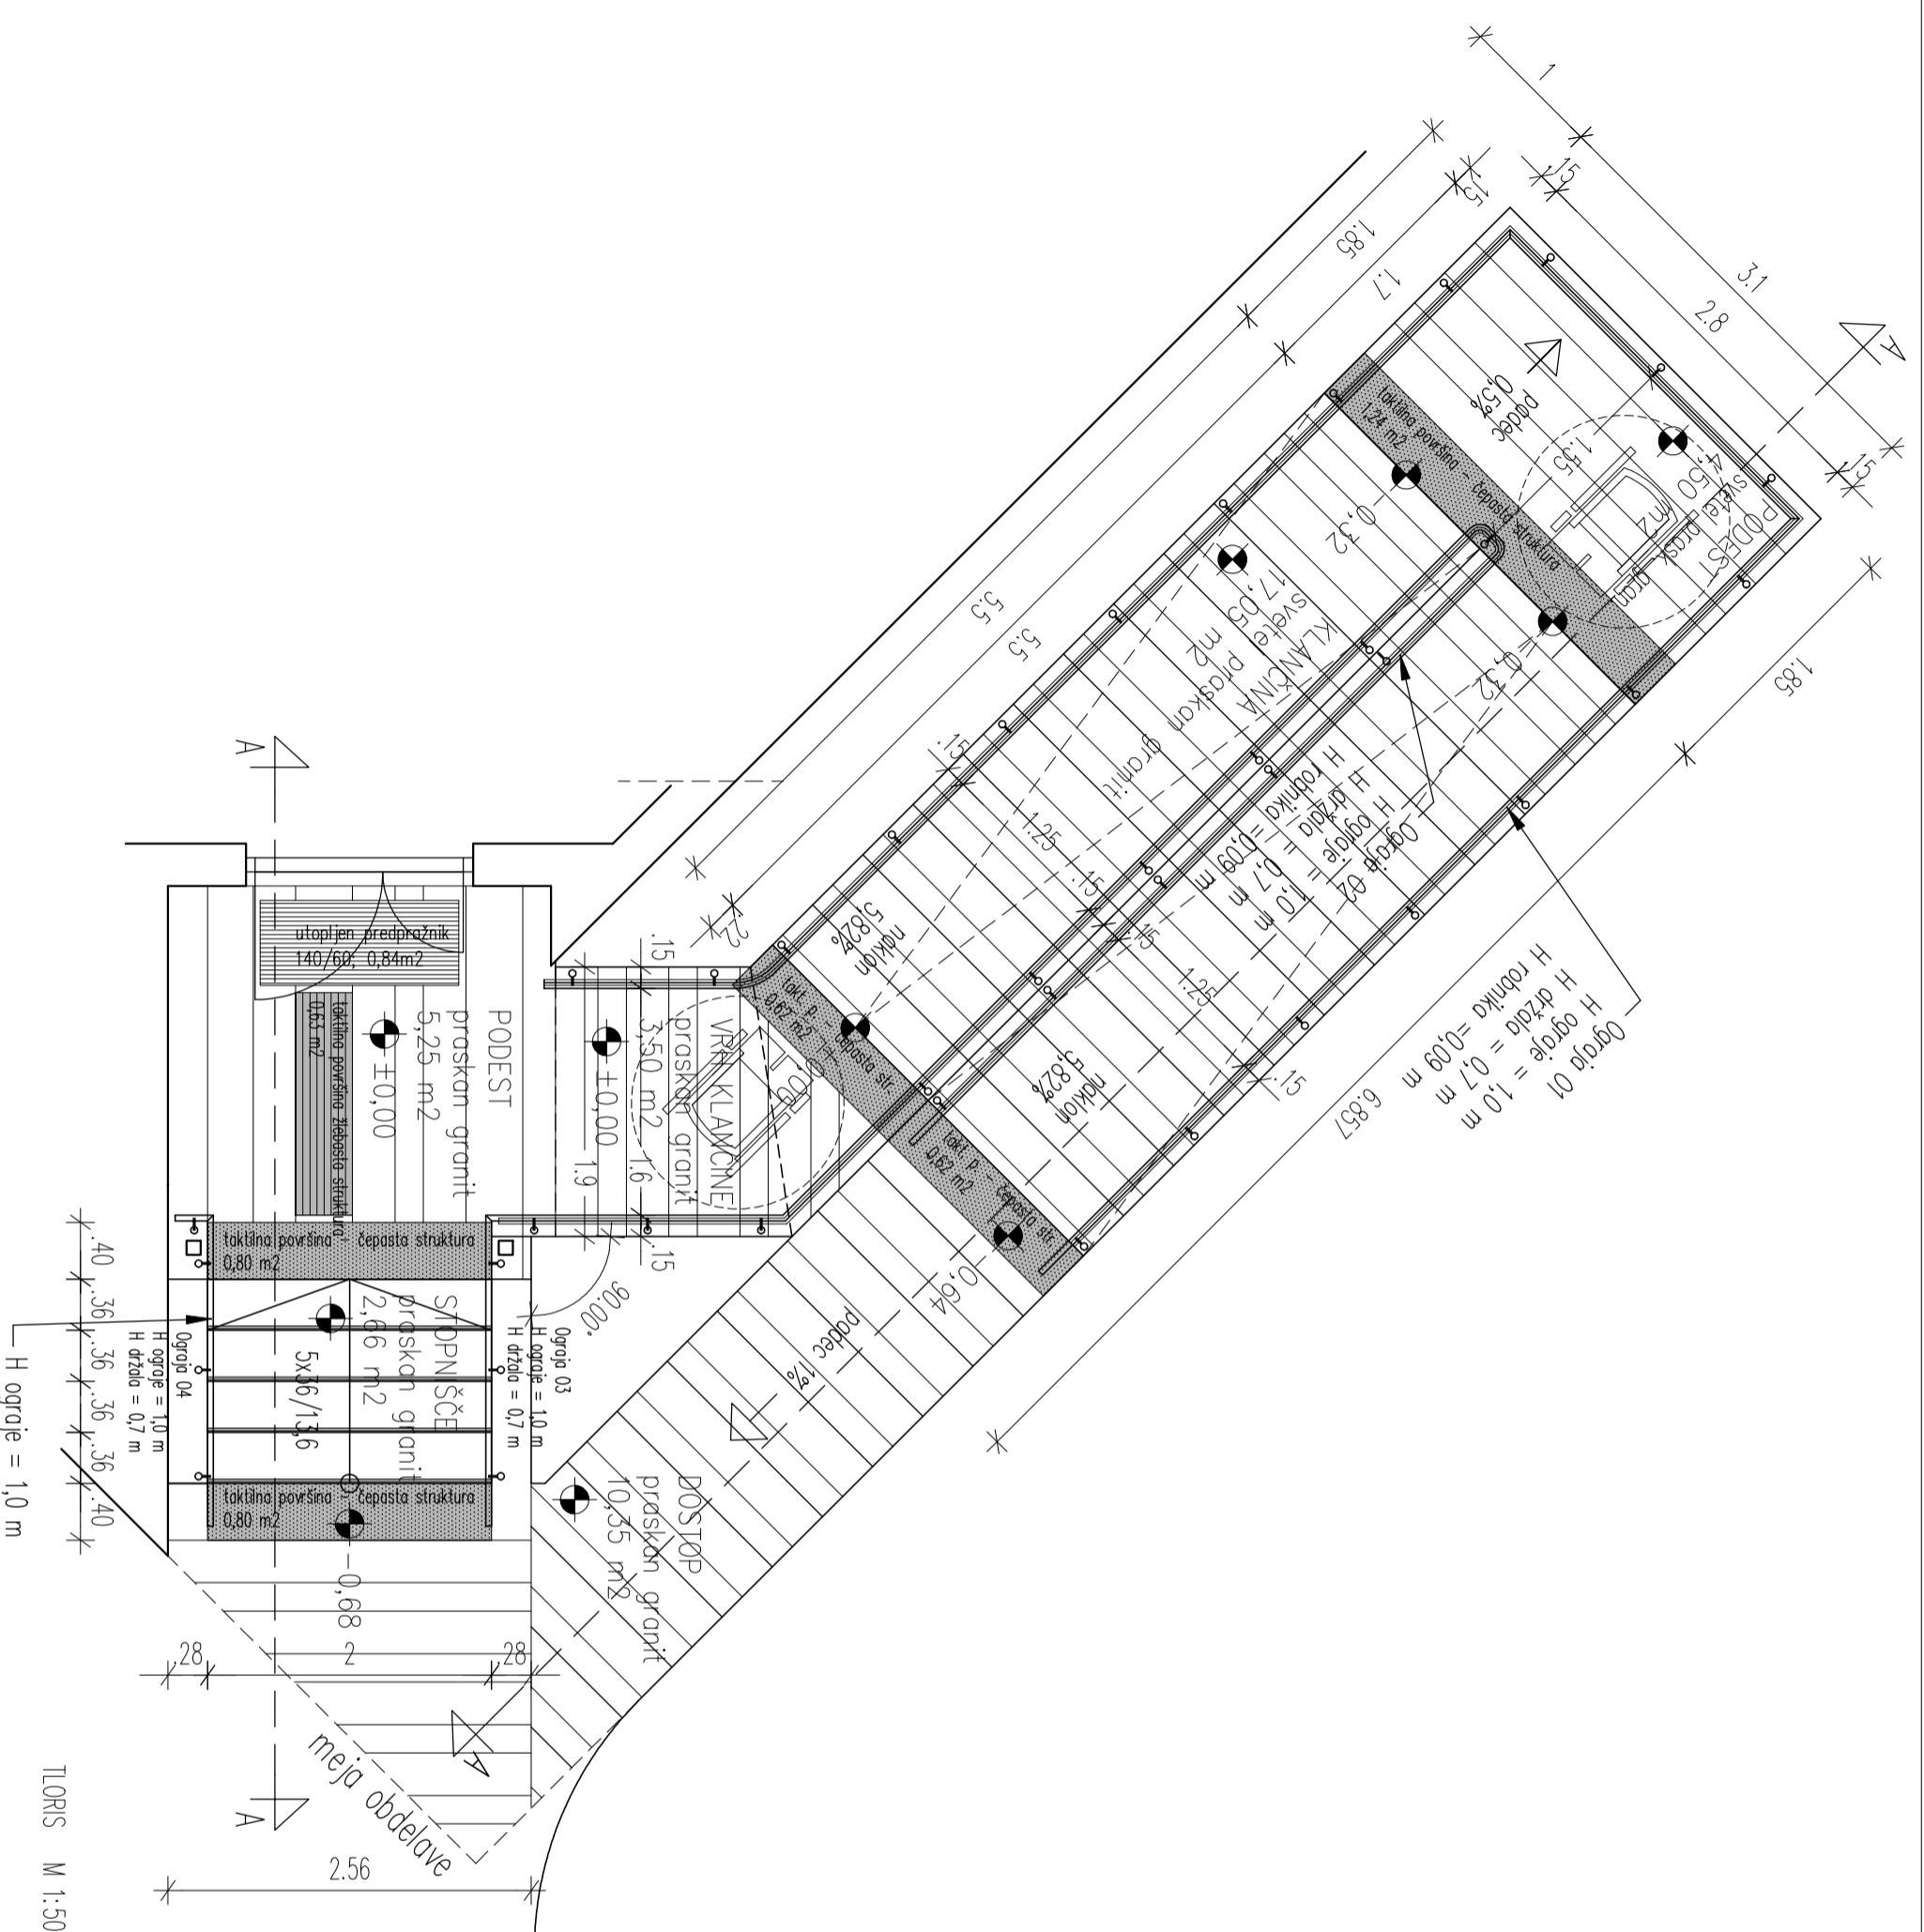 1
3.1
.15
2.8
.15
A
1.85
.15
1.7
PODEST
svetel prask gran
4,50 m2
1.55
padec
0,5%
taktilna površina - čepasta struktura
1,24 m2
0,32
0,32
1.85
KLANČINA
svetel praskan granit
17,05 m2
5.5
5.5
.15
1.25
.15
.15
1.25
.15
Ograja 02
H ograje = 1,0 m
H držala = 0,7 m
H robnika = 0,09 m
Ograja 01
H ograje = 1,0 m
H držala = 0,7 m
H robnika =0,09 m
6.857
naklon
5,82%
naklon
5,82%
.22
takt. p. - čepasta str.
0,62 m2
takt. p. - čepasta str.
0,62 m2
0,64
padec 1%
A
utopljen predpražnik
140/60; 0,84m2
taktilna površina žlebasta struktura
0,63 m2
PODEST
praskan granit
5,25 m2
±0,00
VRH KLANČINE
praskan granit
3,50 m2
±0,00
.15
1.6
.15
1.9
90.00°
taktilna površina - čepasta struktura
0,80 m2
STOPNIŠČE
praskan granit
2,66 m2
5x36/13,6
Ograja 03
H ograje = 1,0 m
H držala = 0,7 m
Ograja 04
H ograje = 1,0 m
H držala = 0,7 m
.40
.36
.36
.36
.36
.40
H ograje = 1,0 m
taktilna površina - čepasta struktura
0,80 m2
-0,68
DOSTOP
praskan granit
10,35 m2
.28
2
.28
A
meja obdelave
A
2.56
TLORIS M 1:50